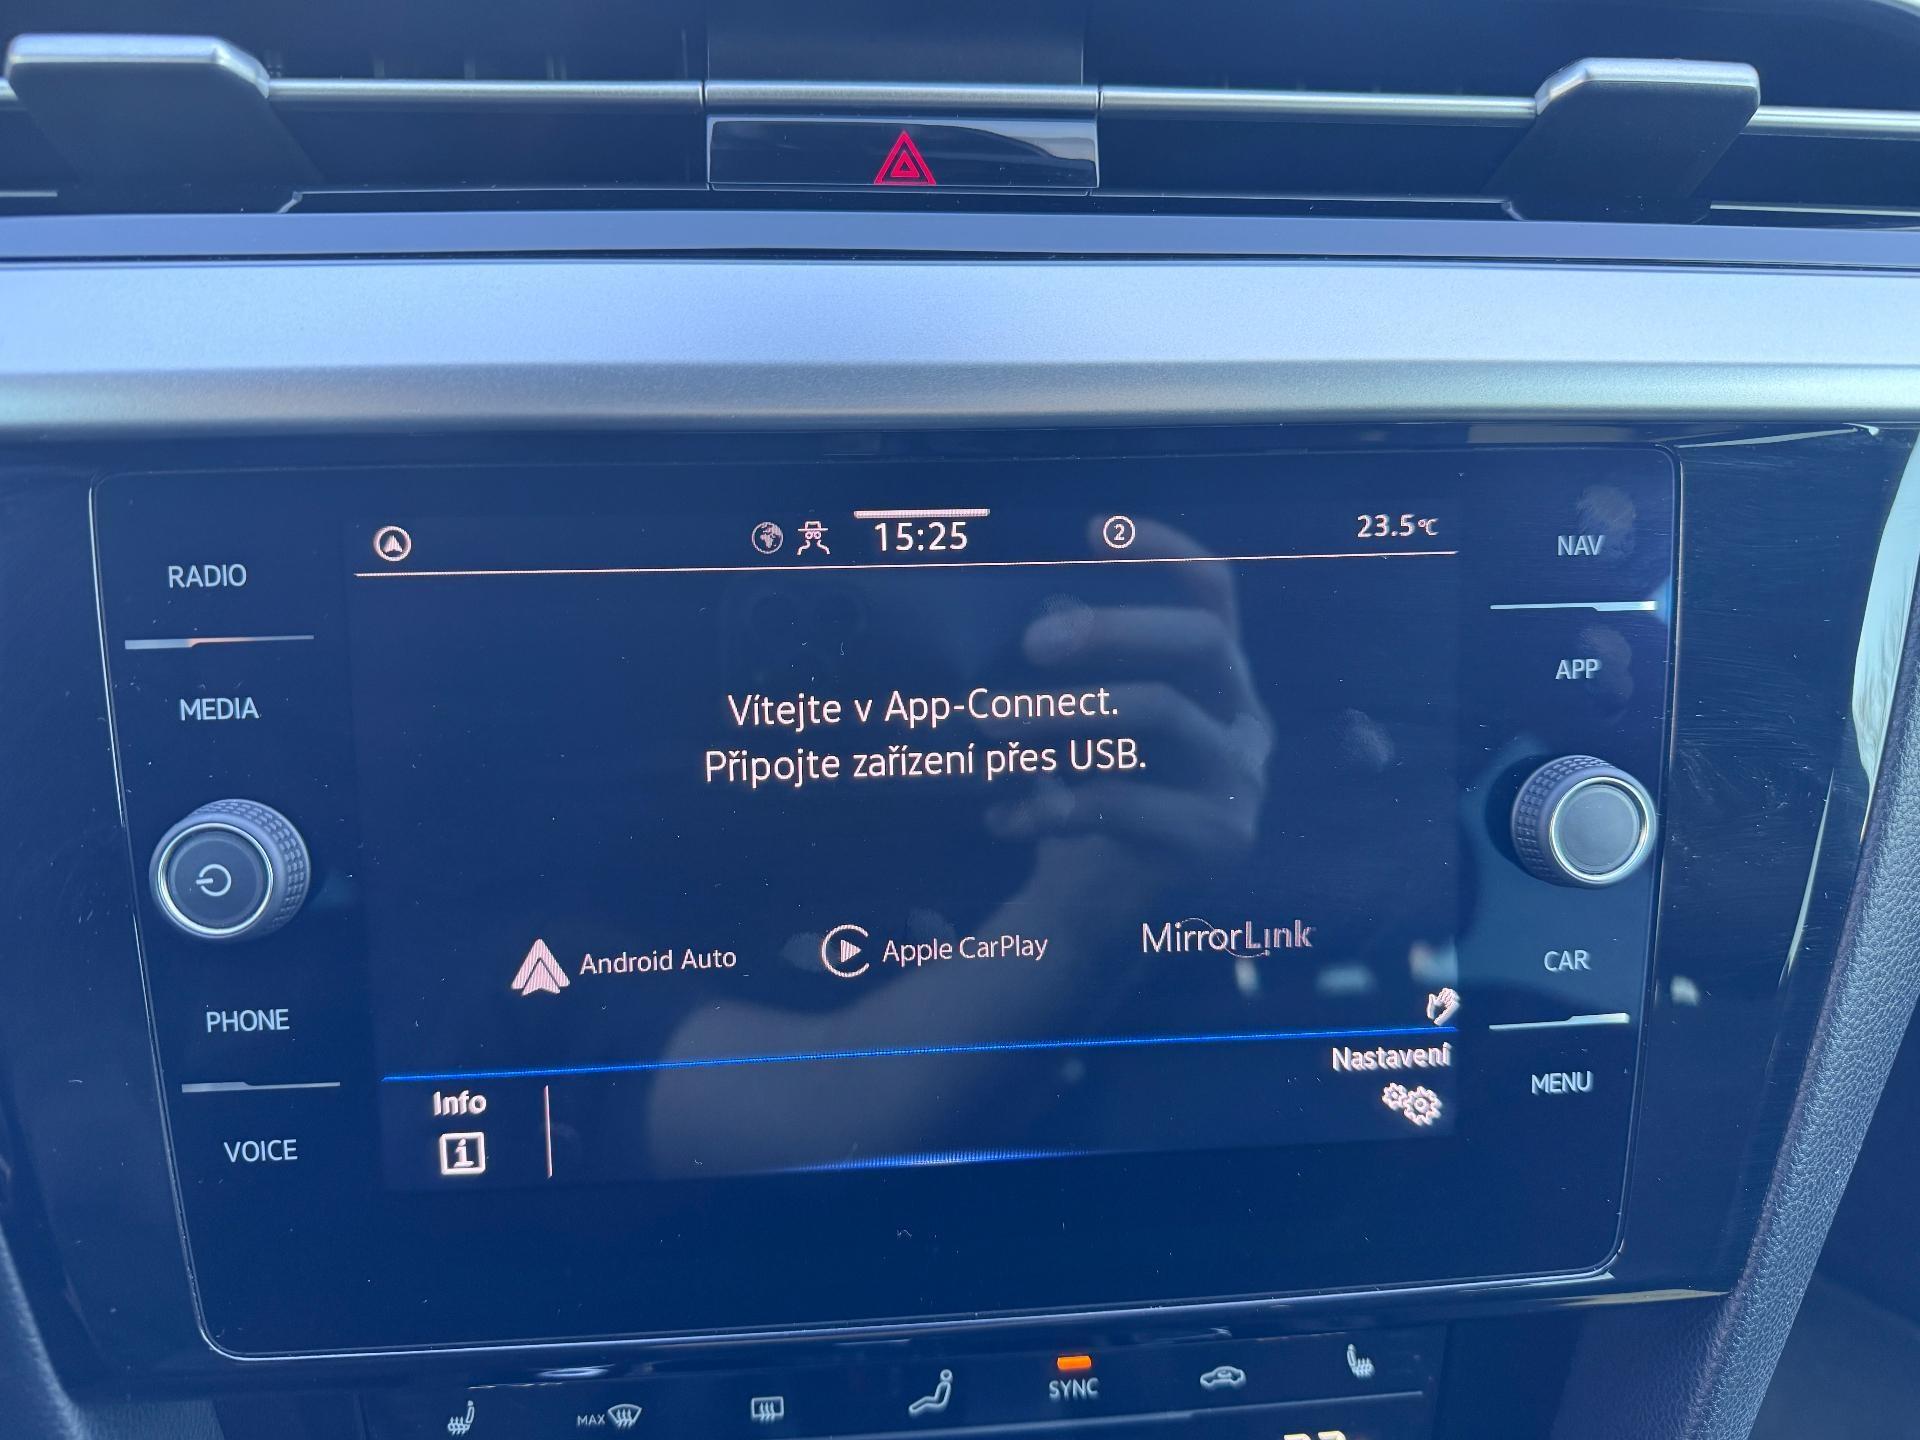 15:25
2
23.5°C
RADIO
MEDIA
PHONE
VOICE
NAV
APP
CAR
MENU
Vítejte v App-Connect.
Připojte zařízení přes USB.
Android Auto
Apple CarPlay
MirrorLink
Nastavení
Info
i
MAX
SYNC